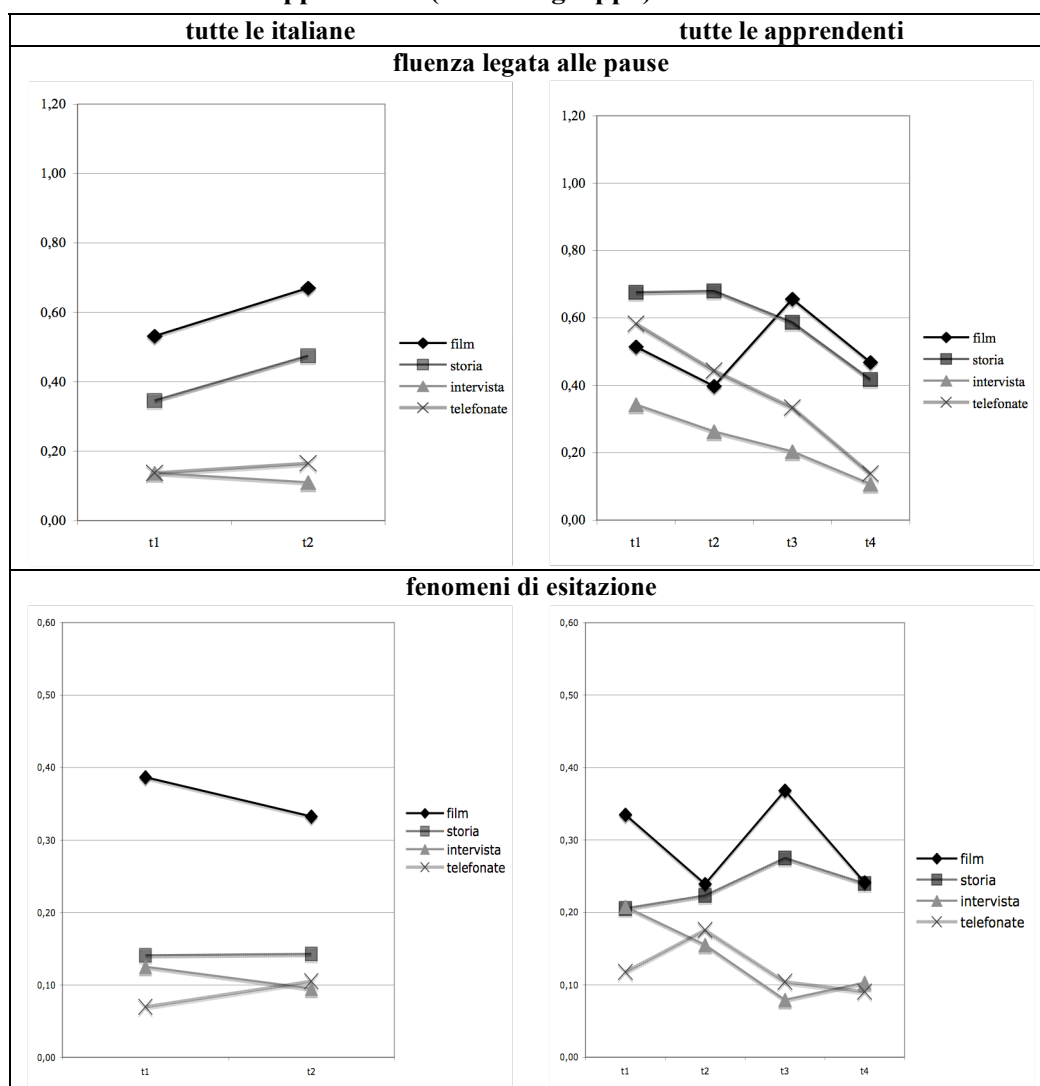 tutte le italiane
tutte le apprendenti
fluenza legata alle pause
1,20
1,00
0,80
0,60
0,40
0,20
0,00
t1
t2
film
storia
intervista
telefonate
1,20
1,00
0,80
0,60
0,40
0,20
0,00
t1
t2
t3
t4
film
storia
intervista
telefonate
fenomeni di esitazione
0,60
0,50
0,40
0,30
0,20
0,10
0,00
t1
t2
film
storia
intervista
telefonate
0,60
0,50
0,40
0,30
0,20
0,10
0,00
t1
t2
t3
t4
film
storia
intervista
telefonate